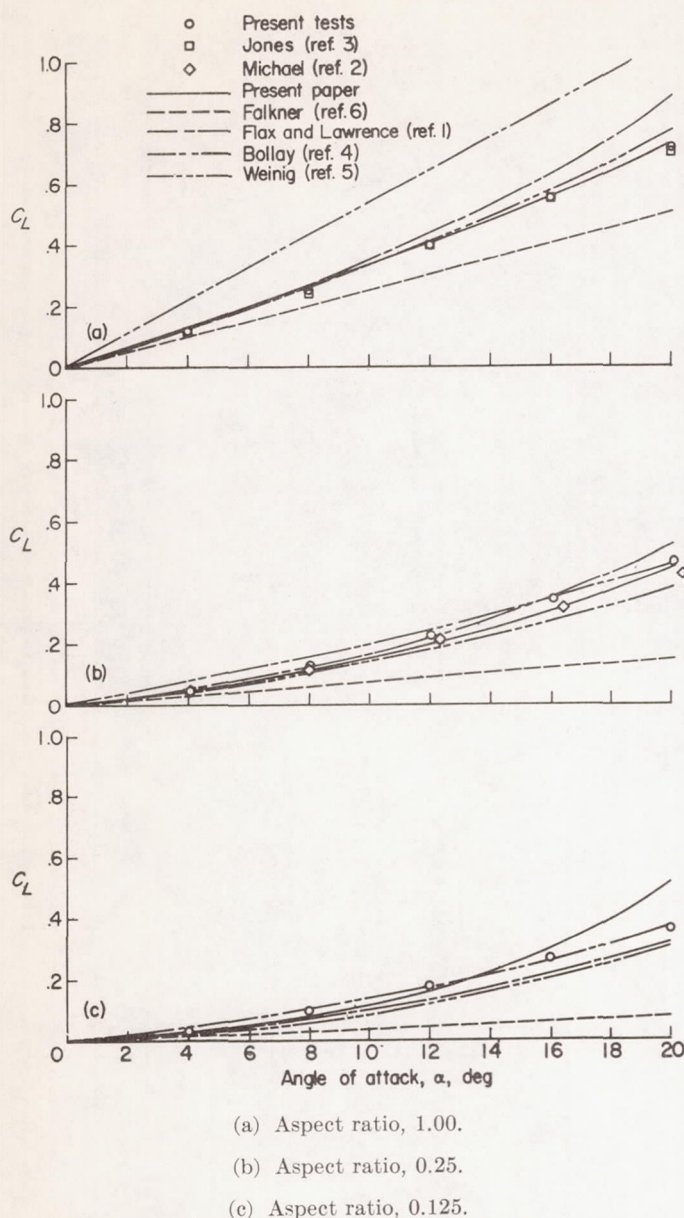 Present tests
Jones (ref. 3)
Michael (ref. 2)
Present paper
Falkner (ref. 6)
Flax and Lawrence (ref. 1)
Bollay (ref. 4)
Weinig (ref. 5)
1.0
.8
.6
C_L
.4
.2
(a)
0
1.0
.8
.6
C_L
.4
.2
(b)
0
1.0
.8
.6
C_L
.4
.2
(c)
0
0 2 4 6 8 10 12 14 16 18 20
Angle of attack, α, deg
(a) Aspect ratio, 1.00.
(b) Aspect ratio, 0.25.
(c) Aspect ratio, 0.125.